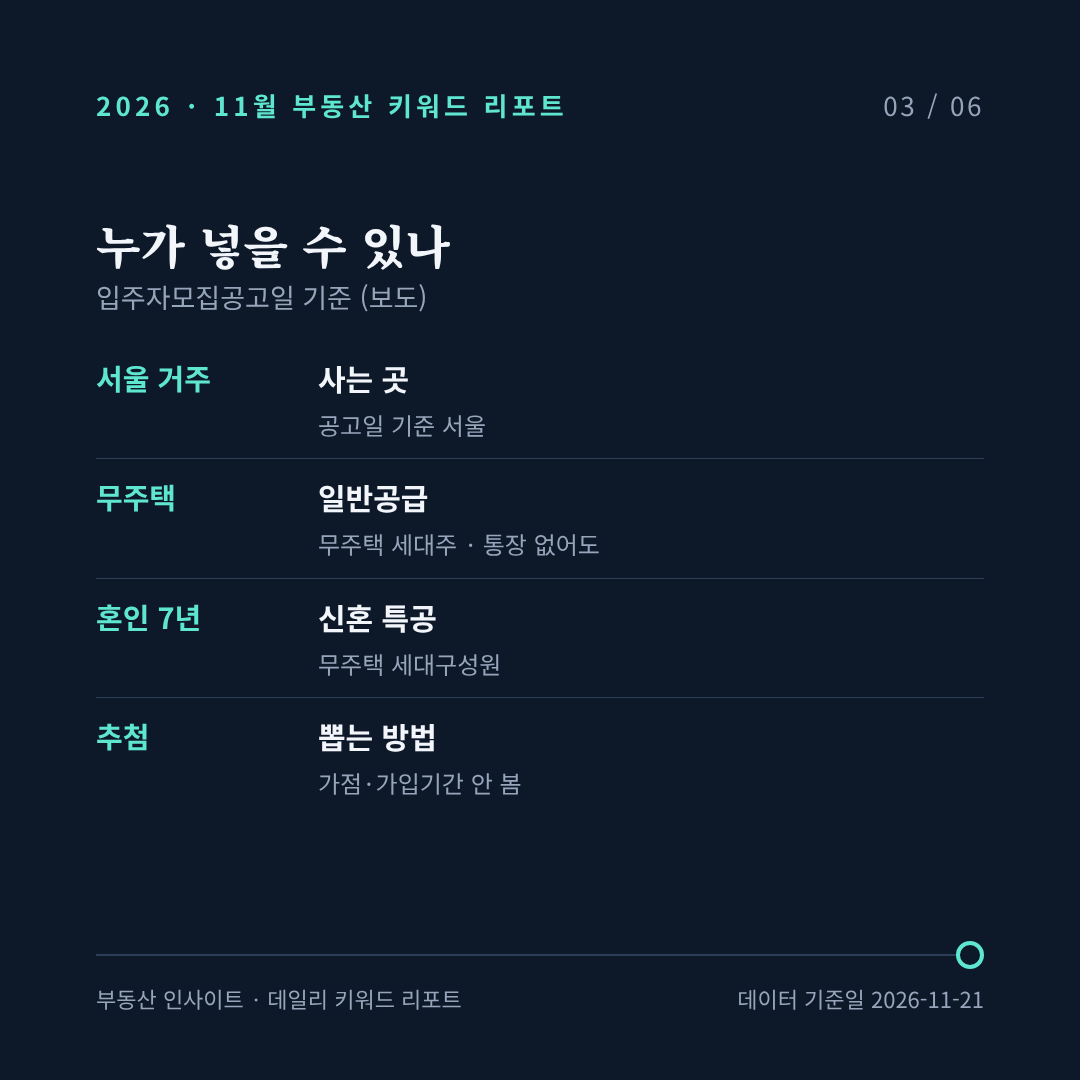 2026 · 11월 부동산 키워드 리포트
03 / 06
누가 넣을 수 있나
입주자모집공고일 기준 (보도)
서울 거주
사는 곳
공고일 기준 서울
무주택
일반공급
무주택 세대주 · 통장 없어도
혼인 7년
신혼 특공
무주택 세대구성원
추첨
뽑는 방법
가점·가입기간 안 봄
부동산 인사이트 · 데일리 키워드 리포트
데이터 기준일 2026-11-21